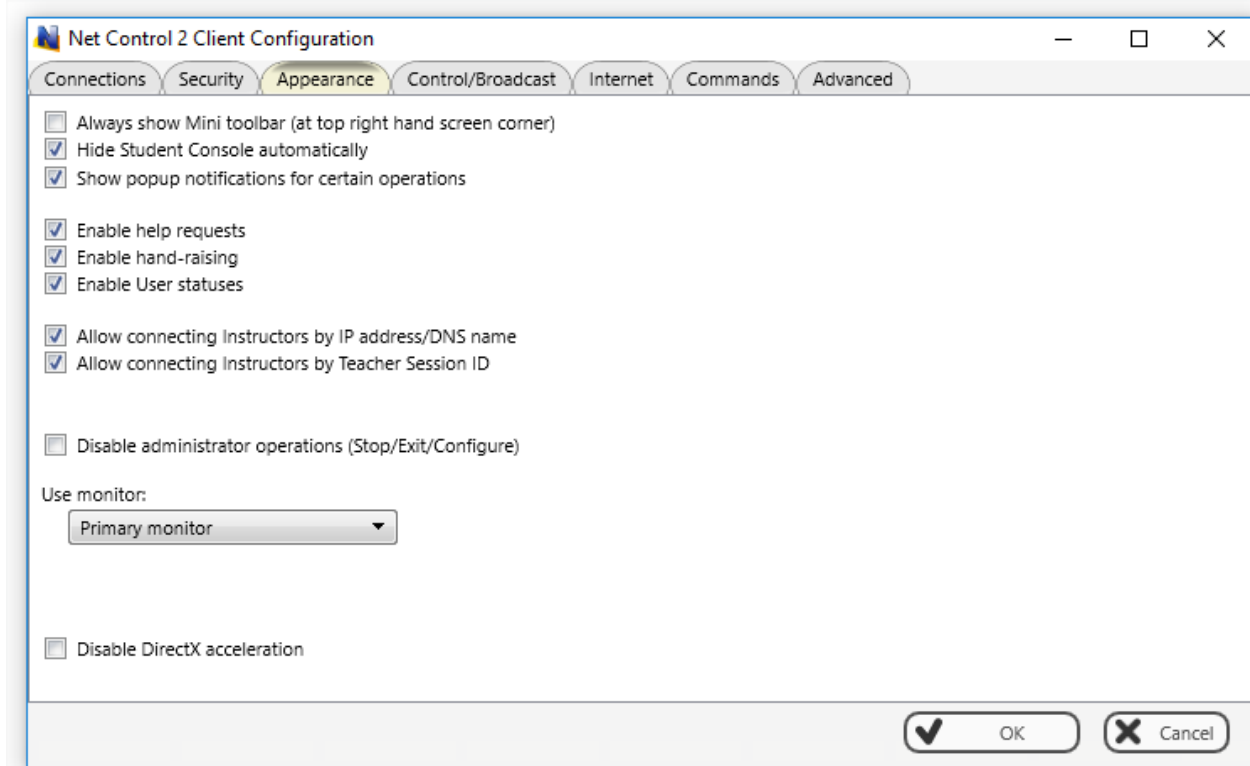 Net Control 2 Client Configuration
Connections Security Appearance Control/Broadcast Internet Commands Advanced
Always show Mini toolbar (at top right hand screen corner)
Hide Student Console automatically
Show popup notifications for certain operations
Enable help requests
Enable hand-raising
Enable User statuses
Allow connecting Instructors by IP address/DNS name
Allow connecting Instructors by Teacher Session ID
Disable administrator operations (Stop/Exit/Configure)
Use monitor:
Primary monitor
Disable DirectX acceleration
OK Cancel